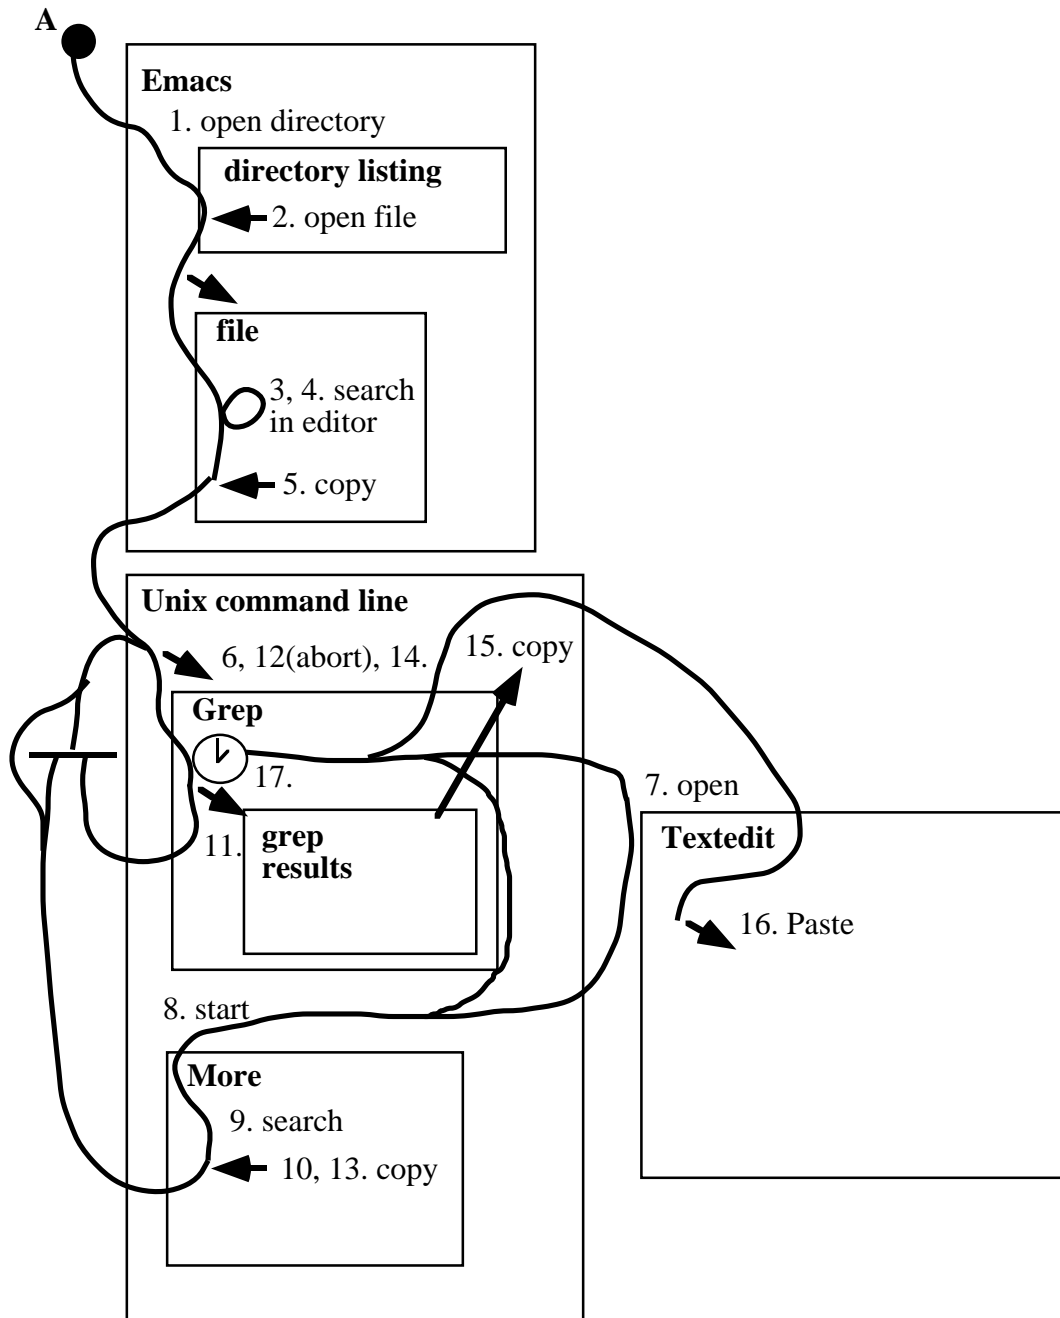 A
Emacs
1. open directory
directory listing
2. open file
file
3, 4. search
in editor
5. copy
Unix command line
6, 12(abort), 14.
15. copy
Grep
17.
7. open
11.
grep
results
Textedit
16. Paste
8. start
More
9. search
10, 13. copy